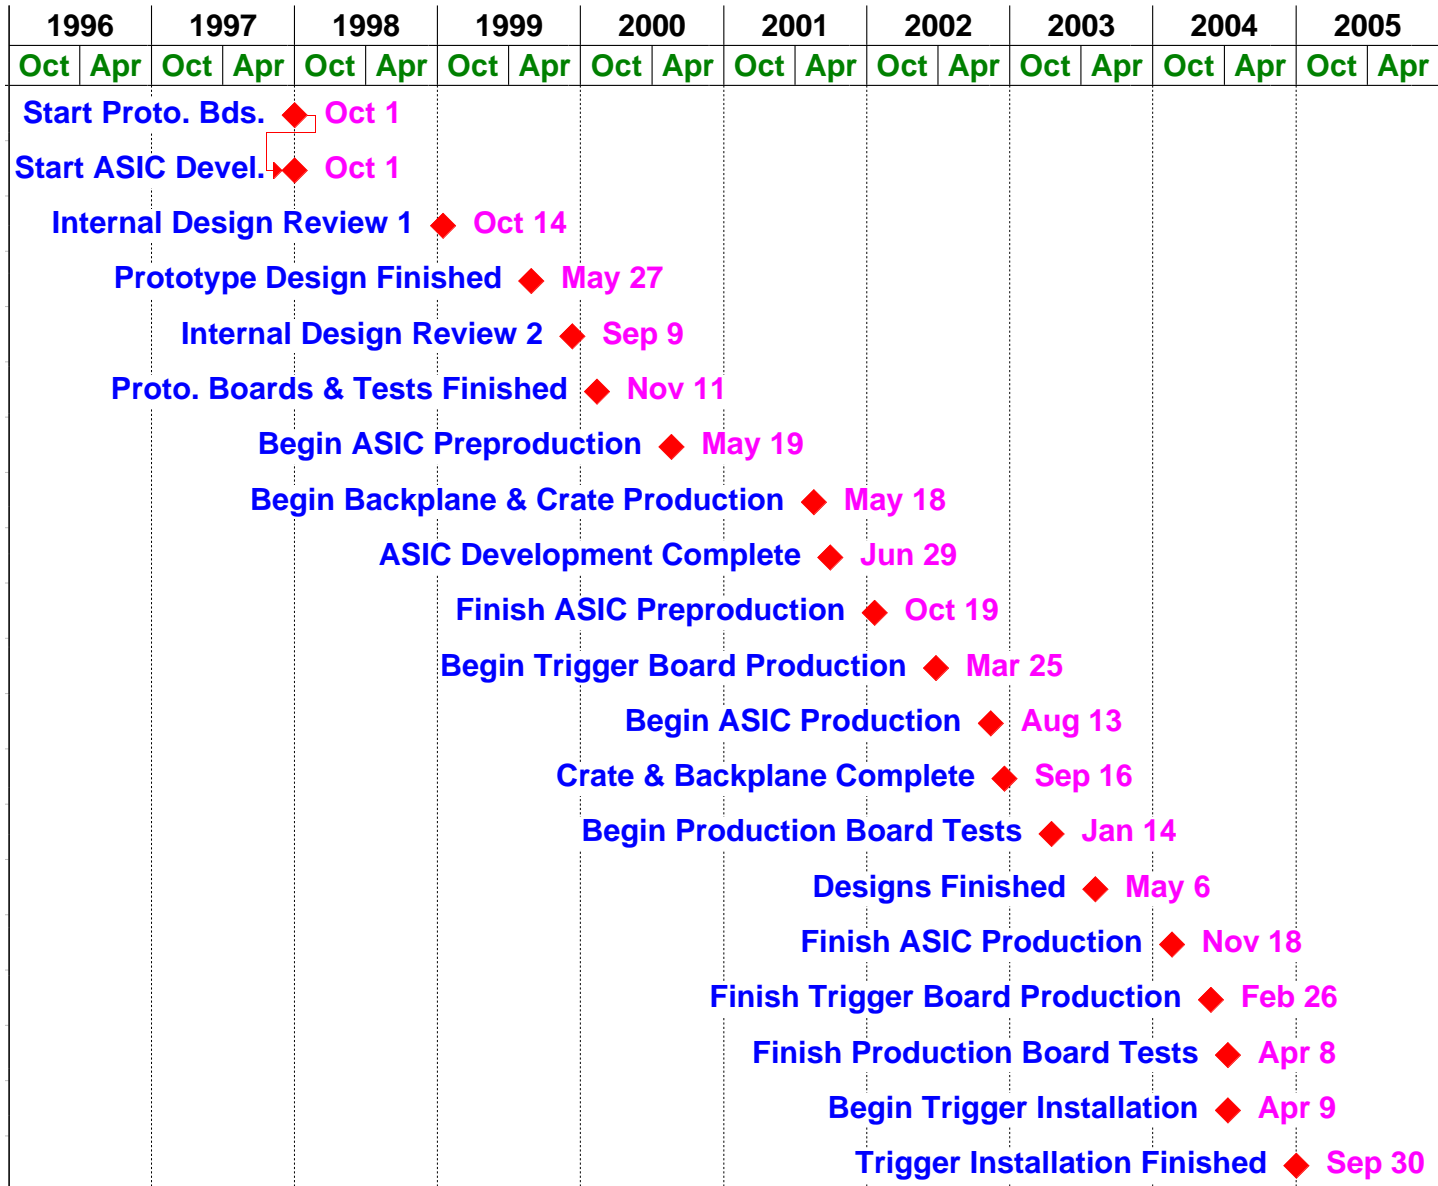 1996 1997 1998 1999 2000 2001 2002 2003 2004 2005
Oct Apr Oct Apr Oct Apr Oct Apr Oct Apr Oct Apr Oct Apr Oct Apr Oct Apr Oct Apr
Start Proto. Bds. Oct 1
Start ASIC Devel. Oct 1
Internal Design Review 1 Oct 14
Prototype Design Finished May 27
Internal Design Review 2 Sep 9
Proto. Boards & Tests Finished Nov 11
Begin ASIC Preproduction May 19
Begin Backplane & Crate Production May 18
ASIC Development Complete Jun 29
Finish ASIC Preproduction Oct 19
Begin Trigger Board Production Mar 25
Begin ASIC Production Aug 13
Crate & Backplane Complete Sep 16
Begin Production Board Tests Jan 14
Designs Finished May 6
Finish ASIC Production Nov 18
Finish Trigger Board Production Feb 26
Finish Production Board Tests Apr 8
Begin Trigger Installation Apr 9
Trigger Installation Finished Sep 30